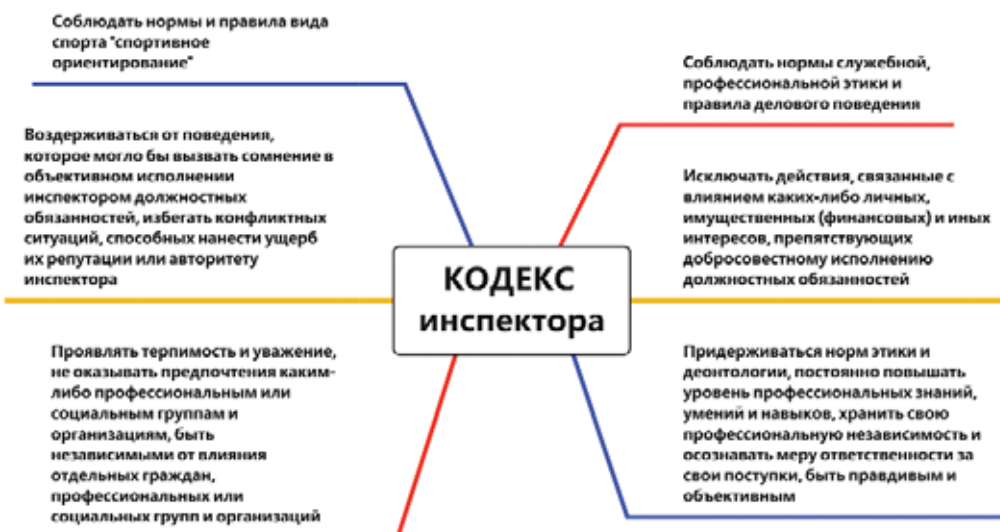 Соблюдать нормы и правила вида
спорта "спортивное
ориентирование"
Воздерживаться от поведения,
которое могло бы вызвать сомнение в
объективном исполнении
инспектором должностных
обязанностей, избегать конфликтных
ситуаций, способных нанести ущерб
их репутации или авторитету
инспектора
Проявлять терпимость и уважение,
не оказывать предпочтения каким-
либо профессиональным или
социальным группам и
организациям, быть
независимыми от влияния
отдельных граждан,
профессиональных или
социальных групп и организаций
КОДЕКС
инспектора
Соблюдать нормы служебной,
профессиональной этики и
правила делового поведения
Исключать действия, связанные с
влиянием каких-либо личных,
имущественных (финансовых) и иных
интересов, препятствующих
добросовестному исполнению
должностных обязанностей
Придерживаться норм этики и
деонтологии, постоянно повышать
уровень профессиональных знаний,
умений и навыков, хранить свою
профессиональную независимость и
осознавать меру ответственности за
свои поступки, быть правдивым и
объективным